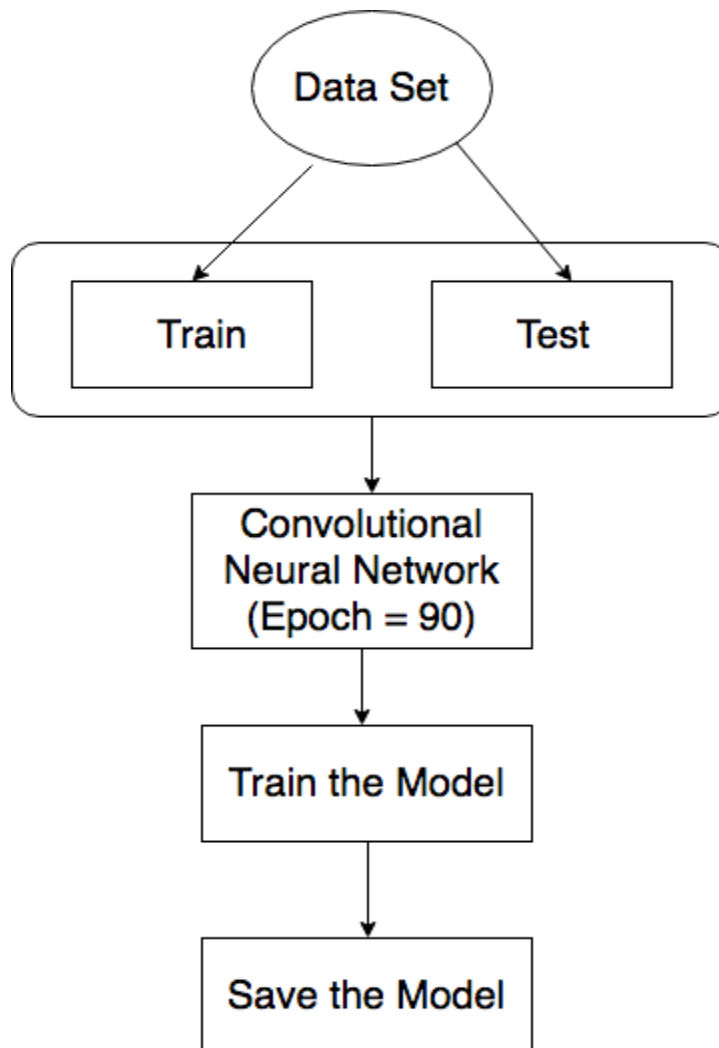 Data Set
Train
Test
Convolutional
Neural Network
(Epoch = 90)
Train the Model
Save the Model